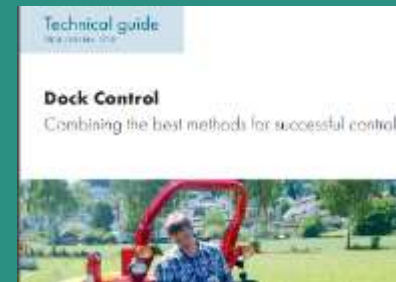 Technical guide
Dock Control
Combining the best methods for successful control